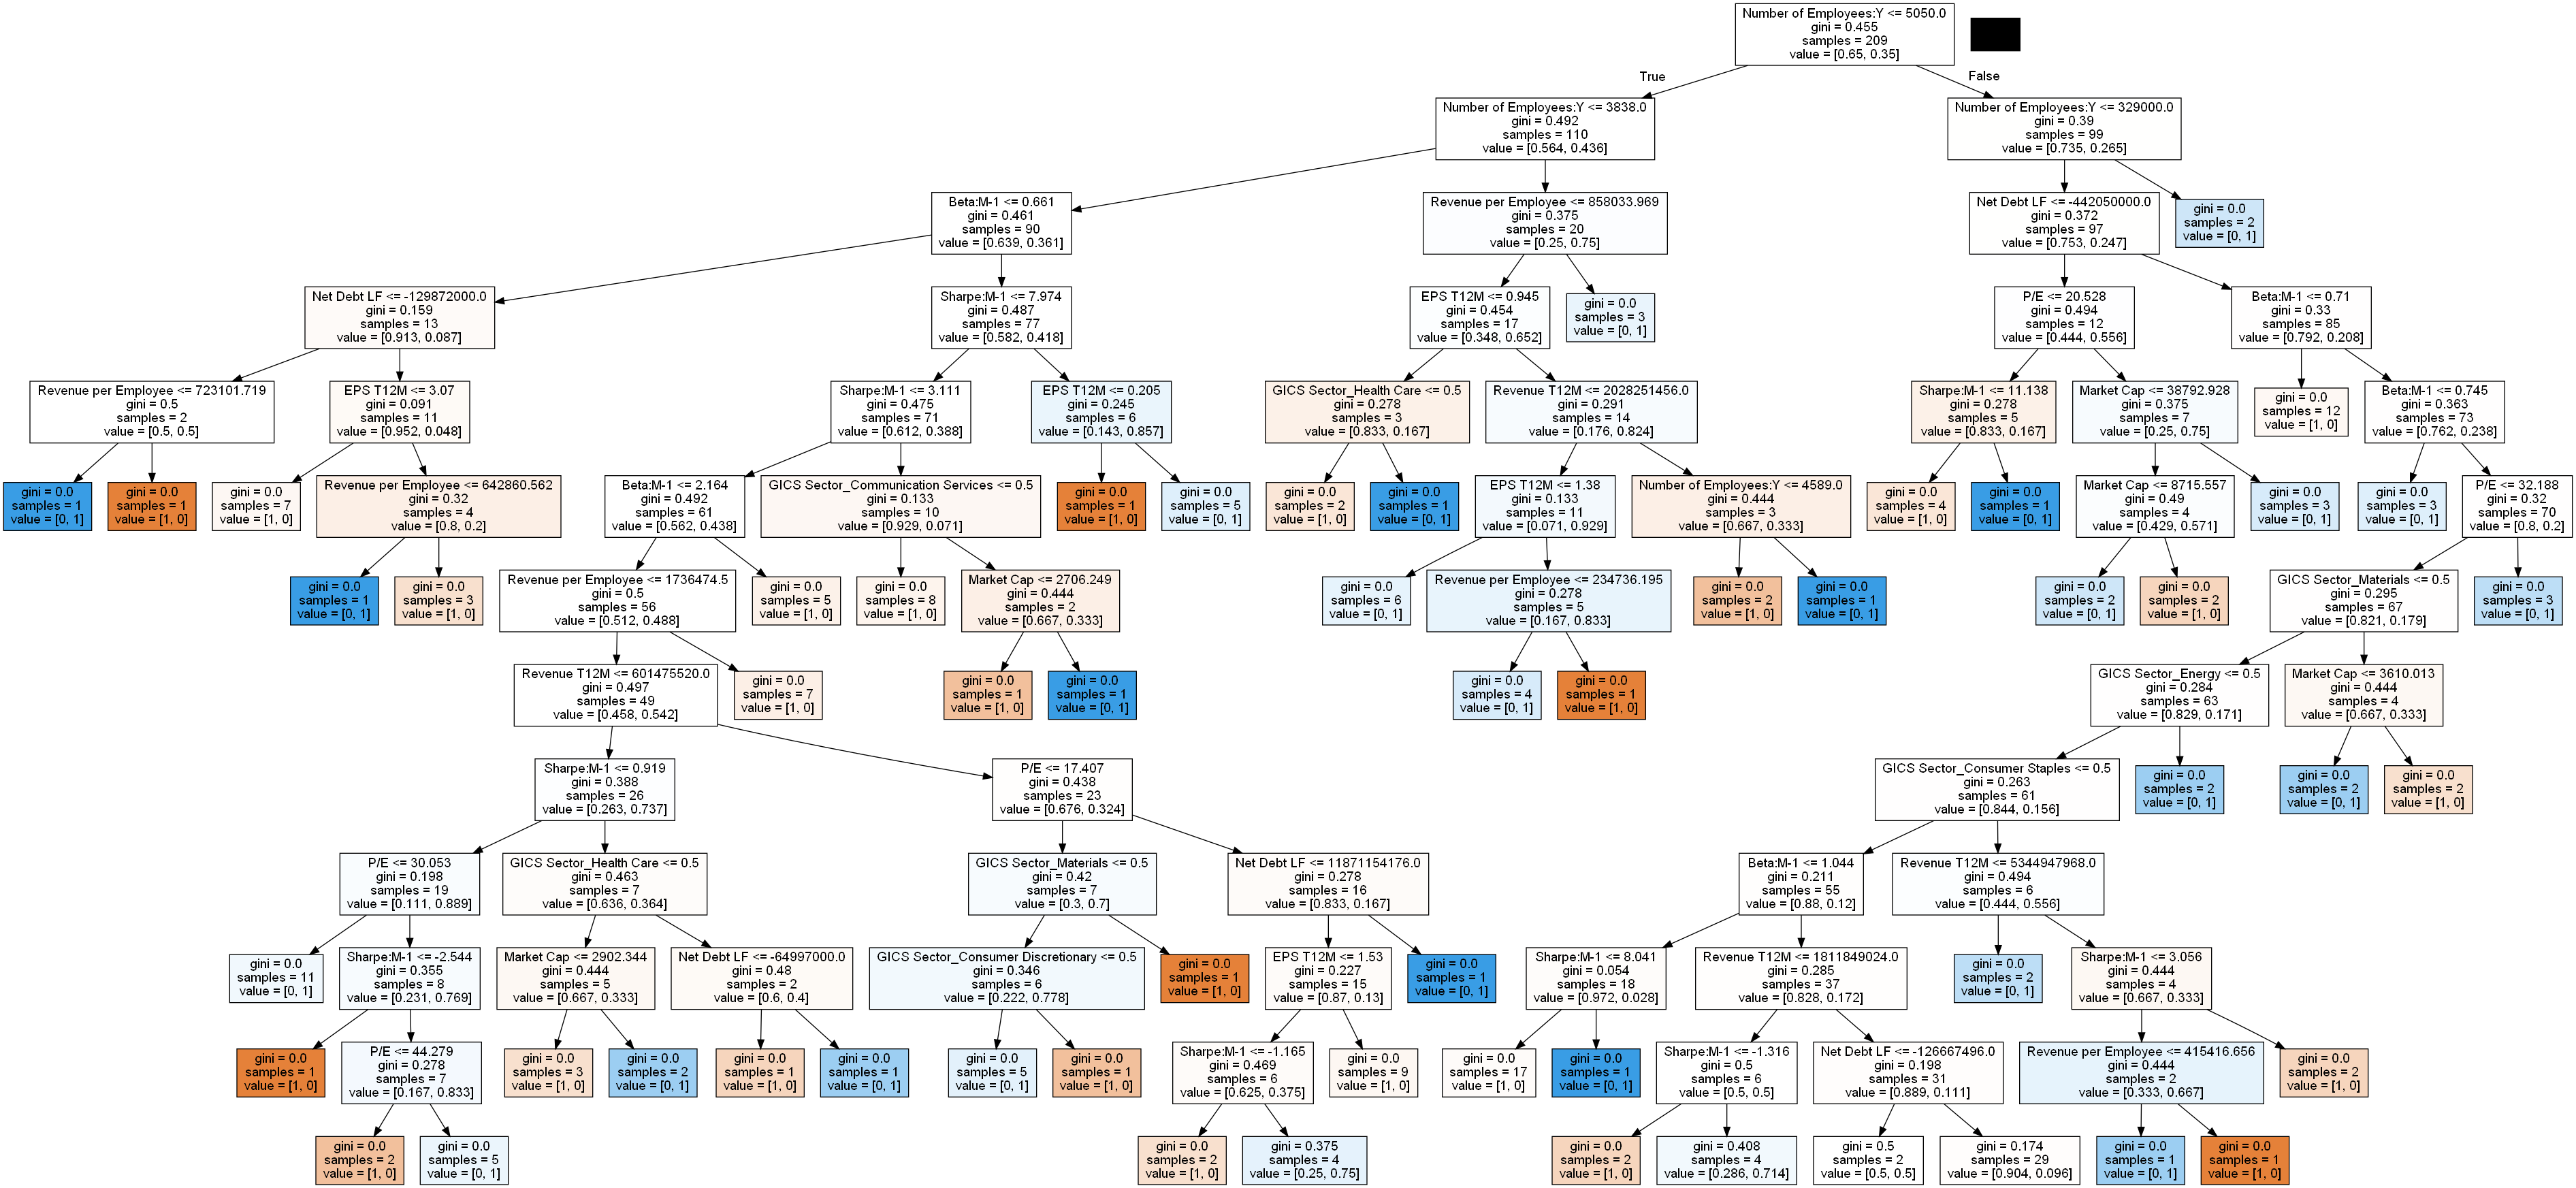 Number of Employees:Y <= 5050.0
gini = 0.455
samples = 209
value = [0.65, 0.35]
True
False
Number of Employees:Y <= 3838.0
gini = 0.492
samples = 110
value = [0.564, 0.436]
Number of Employees:Y <= 329000.0
gini = 0.39
samples = 99
value = [0.735, 0.265]
Beta:M-1 <= 0.661
gini = 0.461
samples = 90
value = [0.639, 0.361]
Revenue per Employee <= 858033.969
gini = 0.375
samples = 20
value = [0.25, 0.75]
Net Debt LF <= -442050000.0
gini = 0.372
samples = 97
value = [0.753, 0.247]
gini = 0.0
samples = 2
value = [0, 1]
Net Debt LF <= -129872000.0
gini = 0.159
samples = 13
value = [0.913, 0.087]
Sharpe:M-1 <= 7.974
gini = 0.487
samples = 77
value = [0.582, 0.418]
EPS T12M <= 0.945
gini = 0.454
samples = 17
value = [0.348, 0.652]
gini = 0.0
samples = 3
value = [0, 1]
P/E <= 20.528
gini = 0.494
samples = 12
value = [0.444, 0.556]
Beta:M-1 <= 0.71
gini = 0.33
samples = 85
value = [0.792, 0.208]
Revenue per Employee <= 723101.719
gini = 0.5
samples = 2
value = [0.5, 0.5]
EPS T12M <= 3.07
gini = 0.091
samples = 11
value = [0.952, 0.048]
Sharpe:M-1 <= 3.111
gini = 0.475
samples = 71
value = [0.612, 0.388]
EPS T12M <= 0.205
gini = 0.245
samples = 6
value = [0.143, 0.857]
GICS Sector_Health Care <= 0.5
gini = 0.278
samples = 3
value = [0.833, 0.167]
Revenue T12M <= 2028251456.0
gini = 0.291
samples = 14
value = [0.176, 0.824]
Sharpe:M-1 <= 11.138
gini = 0.278
samples = 5
value = [0.833, 0.167]
Market Cap <= 38792.928
gini = 0.375
samples = 7
value = [0.25, 0.75]
gini = 0.0
samples = 12
value = [1, 0]
Beta:M-1 <= 0.745
gini = 0.363
samples = 73
value = [0.762, 0.238]
gini = 0.0
samples = 1
value = [0, 1]
gini = 0.0
samples = 1
value = [1, 0]
gini = 0.0
samples = 7
value = [1, 0]
Revenue per Employee <= 642860.562
gini = 0.32
samples = 4
value = [0.8, 0.2]
Beta:M-1 <= 2.164
gini = 0.492
samples = 61
value = [0.562, 0.438]
GICS Sector_Communication Services <= 0.5
gini = 0.133
samples = 10
value = [0.929, 0.071]
gini = 0.0
samples = 1
value = [1, 0]
gini = 0.0
samples = 5
value = [0, 1]
gini = 0.0
samples = 2
value = [1, 0]
gini = 0.0
samples = 1
value = [0, 1]
EPS T12M <= 1.38
gini = 0.133
samples = 11
value = [0.071, 0.929]
Number of Employees:Y <= 4589.0
gini = 0.444
samples = 3
value = [0.667, 0.333]
gini = 0.0
samples = 4
value = [1, 0]
gini = 0.0
samples = 1
value = [0, 1]
Market Cap <= 8715.557
gini = 0.49
samples = 4
value = [0.429, 0.571]
gini = 0.0
samples = 3
value = [0, 1]
gini = 0.0
samples = 3
value = [0, 1]
P/E <= 32.188
gini = 0.32
samples = 70
value = [0.8, 0.2]
gini = 0.0
samples = 1
value = [0, 1]
gini = 0.0
samples = 3
value = [1, 0]
Revenue per Employee <= 1736474.5
gini = 0.5
samples = 56
value = [0.512, 0.488]
gini = 0.0
samples = 5
value = [1, 0]
gini = 0.0
samples = 8
value = [1, 0]
Market Cap <= 2706.249
gini = 0.444
samples = 2
value = [0.667, 0.333]
gini = 0.0
samples = 6
value = [0, 1]
Revenue per Employee <= 234736.195
gini = 0.278
samples = 5
value = [0.167, 0.833]
gini = 0.0
samples = 2
value = [1, 0]
gini = 0.0
samples = 1
value = [0, 1]
gini = 0.0
samples = 2
value = [0, 1]
gini = 0.0
samples = 2
value = [1, 0]
GICS Sector_Materials <= 0.5
gini = 0.295
samples = 67
value = [0.821, 0.179]
gini = 0.0
samples = 3
value = [0, 1]
Revenue T12M <= 601475520.0
gini = 0.497
samples = 49
value = [0.458, 0.542]
gini = 0.0
samples = 7
value = [1, 0]
gini = 0.0
samples = 1
value = [1, 0]
gini = 0.0
samples = 1
value = [0, 1]
gini = 0.0
samples = 4
value = [0, 1]
gini = 0.0
samples = 1
value = [1, 0]
GICS Sector_Energy <= 0.5
gini = 0.284
samples = 63
value = [0.829, 0.171]
Market Cap <= 3610.013
gini = 0.444
samples = 4
value = [0.667, 0.333]
Sharpe:M-1 <= 0.919
gini = 0.388
samples = 26
value = [0.263, 0.737]
P/E <= 17.407
gini = 0.438
samples = 23
value = [0.676, 0.324]
GICS Sector_Consumer Staples <= 0.5
gini = 0.263
samples = 61
value = [0.844, 0.156]
gini = 0.0
samples = 2
value = [0, 1]
gini = 0.0
samples = 2
value = [0, 1]
gini = 0.0
samples = 2
value = [1, 0]
P/E <= 30.053
gini = 0.198
samples = 19
value = [0.111, 0.889]
GICS Sector_Health Care <= 0.5
gini = 0.463
samples = 7
value = [0.636, 0.364]
GICS Sector_Materials <= 0.5
gini = 0.42
samples = 7
value = [0.3, 0.7]
Net Debt LF <= 11871154176.0
gini = 0.278
samples = 16
value = [0.833, 0.167]
Beta:M-1 <= 1.044
gini = 0.211
samples = 55
value = [0.88, 0.12]
Revenue T12M <= 5344947968.0
gini = 0.494
samples = 6
value = [0.444, 0.556]
gini = 0.0
samples = 11
value = [0, 1]
Sharpe:M-1 <= -2.544
gini = 0.355
samples = 8
value = [0.231, 0.769]
Market Cap <= 2902.344
gini = 0.444
samples = 5
value = [0.667, 0.333]
Net Debt LF <= -64997000.0
gini = 0.48
samples = 2
value = [0.6, 0.4]
GICS Sector_Consumer Discretionary <= 0.5
gini = 0.346
samples = 6
value = [0.222, 0.778]
gini = 0.0
samples = 1
value = [1, 0]
EPS T12M <= 1.53
gini = 0.227
samples = 15
value = [0.87, 0.13]
gini = 0.0
samples = 1
value = [0, 1]
Sharpe:M-1 <= 8.041
gini = 0.054
samples = 18
value = [0.972, 0.028]
Revenue T12M <= 1811849024.0
gini = 0.285
samples = 37
value = [0.828, 0.172]
gini = 0.0
samples = 2
value = [0, 1]
Sharpe:M-1 <= 3.056
gini = 0.444
samples = 4
value = [0.667, 0.333]
gini = 0.0
samples = 1
value = [1, 0]
P/E <= 44.279
gini = 0.278
samples = 7
value = [0.167, 0.833]
gini = 0.0
samples = 3
value = [1, 0]
gini = 0.0
samples = 2
value = [0, 1]
gini = 0.0
samples = 1
value = [1, 0]
gini = 0.0
samples = 1
value = [0, 1]
gini = 0.0
samples = 5
value = [0, 1]
gini = 0.0
samples = 1
value = [1, 0]
Sharpe:M-1 <= -1.165
gini = 0.469
samples = 6
value = [0.625, 0.375]
gini = 0.0
samples = 9
value = [1, 0]
gini = 0.0
samples = 17
value = [1, 0]
gini = 0.0
samples = 1
value = [0, 1]
Sharpe:M-1 <= -1.316
gini = 0.5
samples = 6
value = [0.5, 0.5]
Net Debt LF <= -126667496.0
gini = 0.198
samples = 31
value = [0.889, 0.111]
Revenue per Employee <= 415416.656
gini = 0.444
samples = 2
value = [0.333, 0.667]
gini = 0.0
samples = 2
value = [1, 0]
gini = 0.0
samples = 2
value = [1, 0]
gini = 0.0
samples = 5
value = [0, 1]
gini = 0.0
samples = 2
value = [1, 0]
gini = 0.375
samples = 4
value = [0.25, 0.75]
gini = 0.0
samples = 2
value = [1, 0]
gini = 0.408
samples = 4
value = [0.286, 0.714]
gini = 0.5
samples = 2
value = [0.5, 0.5]
gini = 0.174
samples = 29
value = [0.904, 0.096]
gini = 0.0
samples = 1
value = [0, 1]
gini = 0.0
samples = 1
value = [1, 0]